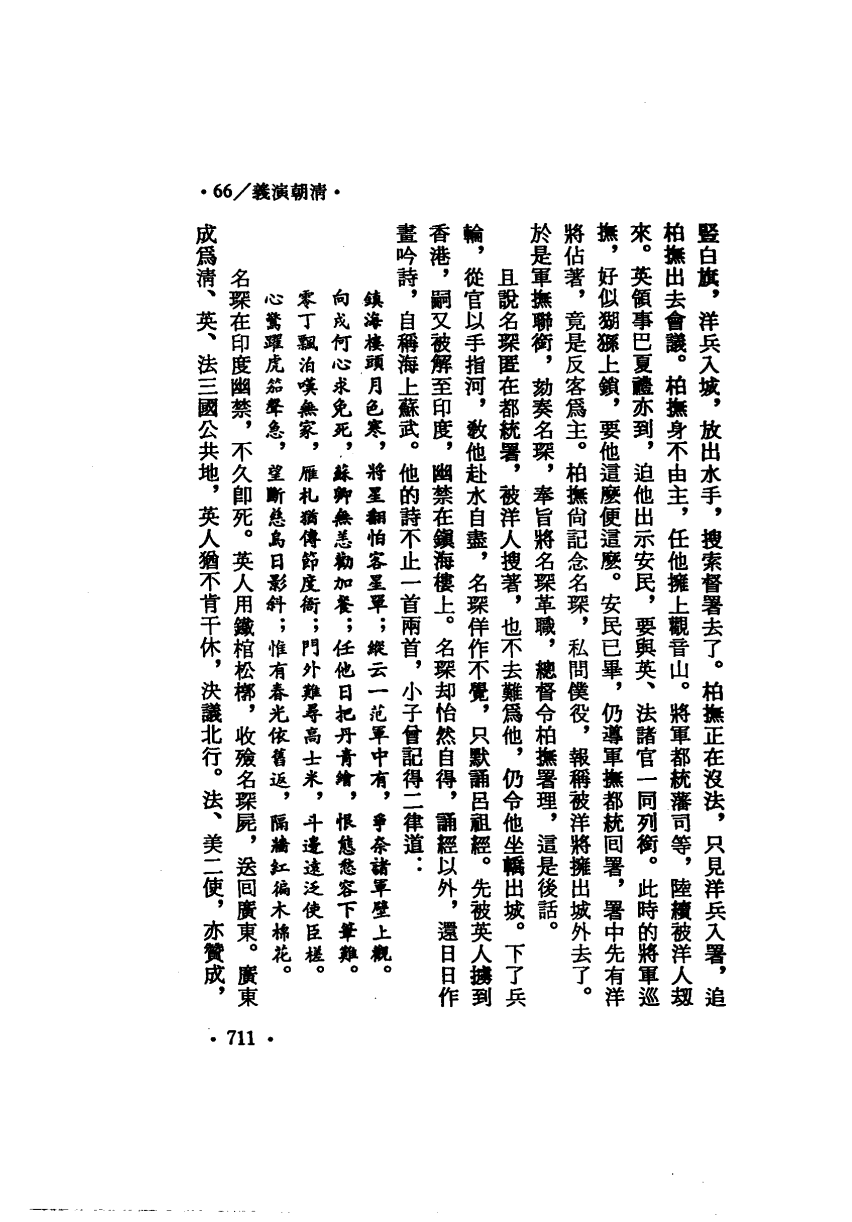 ·清朝演義／66·
豎白旗，洋兵入城，放出水手，搜索督署去了。柏撫正在沒法，只見洋兵入署，追
柏撫出去會議。柏撫身不由主，任他擁上觀音山。將軍都統藩司等，陸續被洋人刼
來。英領事巴夏禮亦到，迫他出示安民，要與英、法諸官一同列銜。此時的將軍巡
撫，好似猢猻上鎖，要他這麼便這麼。安民已畢，仍導軍撫都統回署，署中先有洋
將佔著，竟是反客爲主。柏撫尙記念名琛，私問僕役，報稱被洋將擁出城外去了。
於是軍撫聯銜，劾奏名琛，奉旨將名琛革職，總督令柏撫署理，這是後話。
且說名琛匿在都統署，被洋人搜著，也不去難爲他，仍令他坐轎出城。下了兵
輪，從官以手指河，敎他赴水自盡，名琛佯作不覺，只默誦呂祖經。先被英人擄到
香港，嗣又被解至印度，幽禁在鎭海樓上。名琛却怡然自得，誦經以外，還日日作
畫吟詩，自稱海上蘇武。他的詩不止一首兩首，小子曾記得二律道：
鎮海樓頭月色寒，將星翻怕客星單；縱云一范軍中有，爭奈諸軍壁上觀。
向戍何心求免死，蘇卿無恙勸加餐；任他日把丹青繪，恨態愁容下筆難。
零丁飄泊嘆無家，雁札猶傳節度衙；門外難尋高士米，斗邊遠泛使臣槎。
心驚躍虎笳聲急，望斷慈烏日影斜；惟有春光依舊返，隔牆紅徧木棉花。
名琛在印度幽禁，不久卽死。英人用鐵棺松槨，收殮名琛屍，送回廣東。廣東
成爲清、英、法三國公共地，英人猶不肯干休，決議北行。法、美二使，亦贊成，
·711·